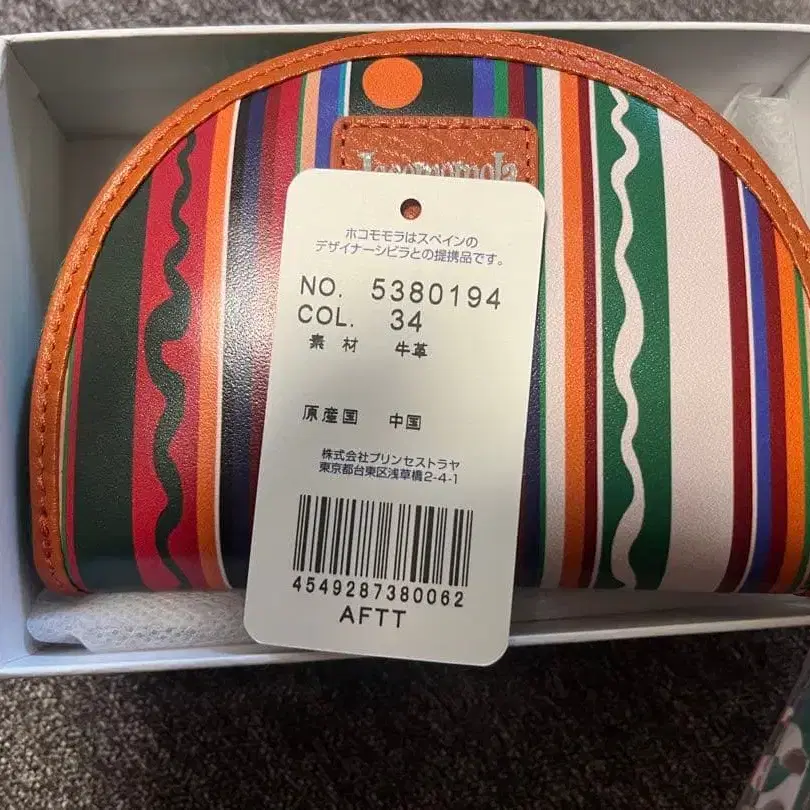 Jocomomola
ホコモモラはスペインの
デザイナーシビラとの提携品です。
NO. 5380194
COL. 34
素 材 牛革
原産国 中国
株式会社プリンセストラヤ
東京都台東区浅草橋2-4-1
4549287380062
AFTT